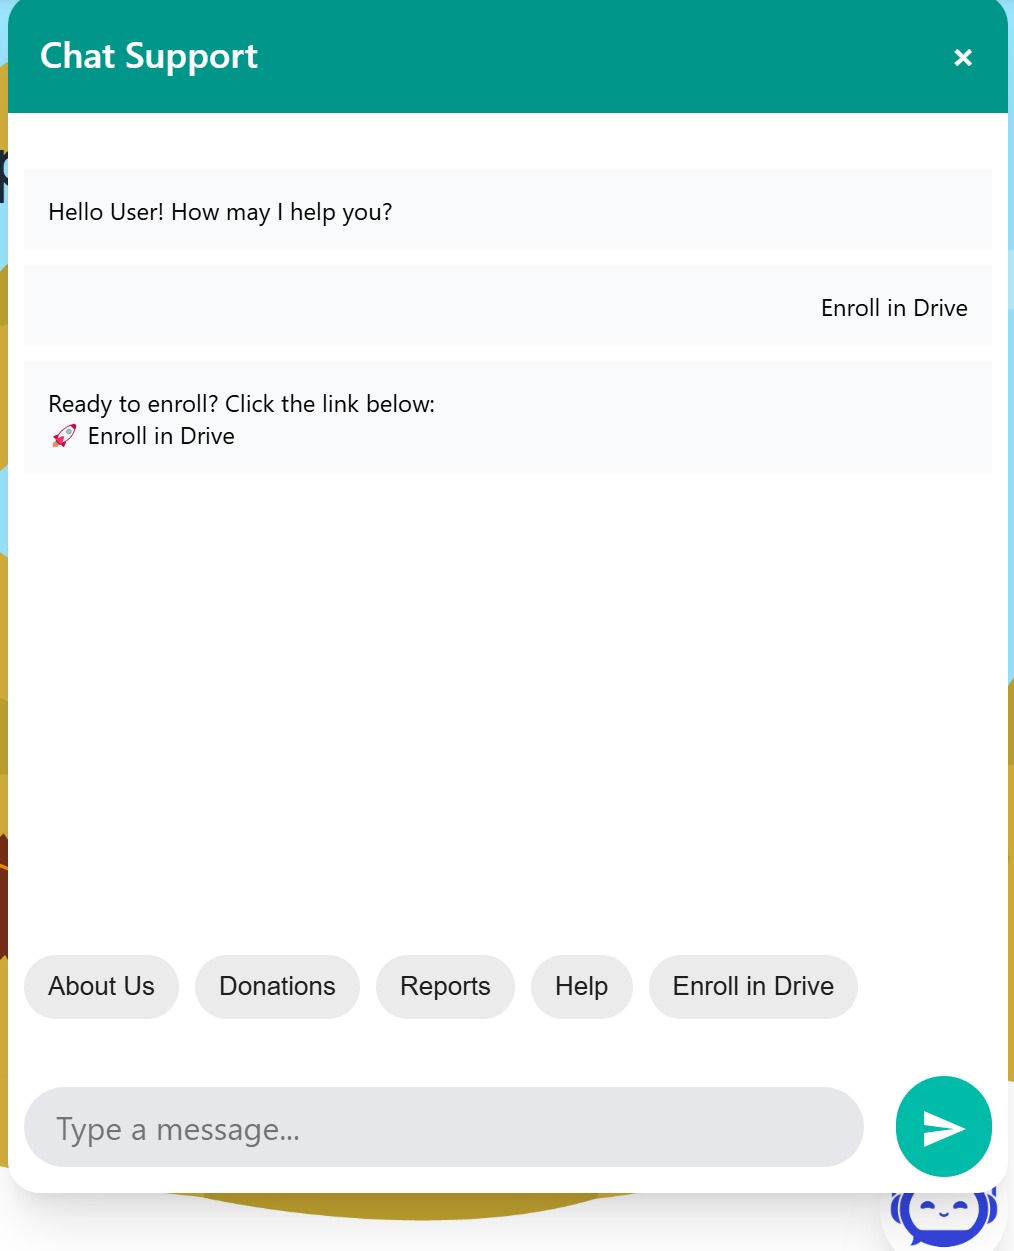 Chat Support
×
Hello User! How may I help you?
Enroll in Drive
Ready to enroll? Click the link below:
🚀 Enroll in Drive
About Us
Donations
Reports
Help
Enroll in Drive
Type a message...